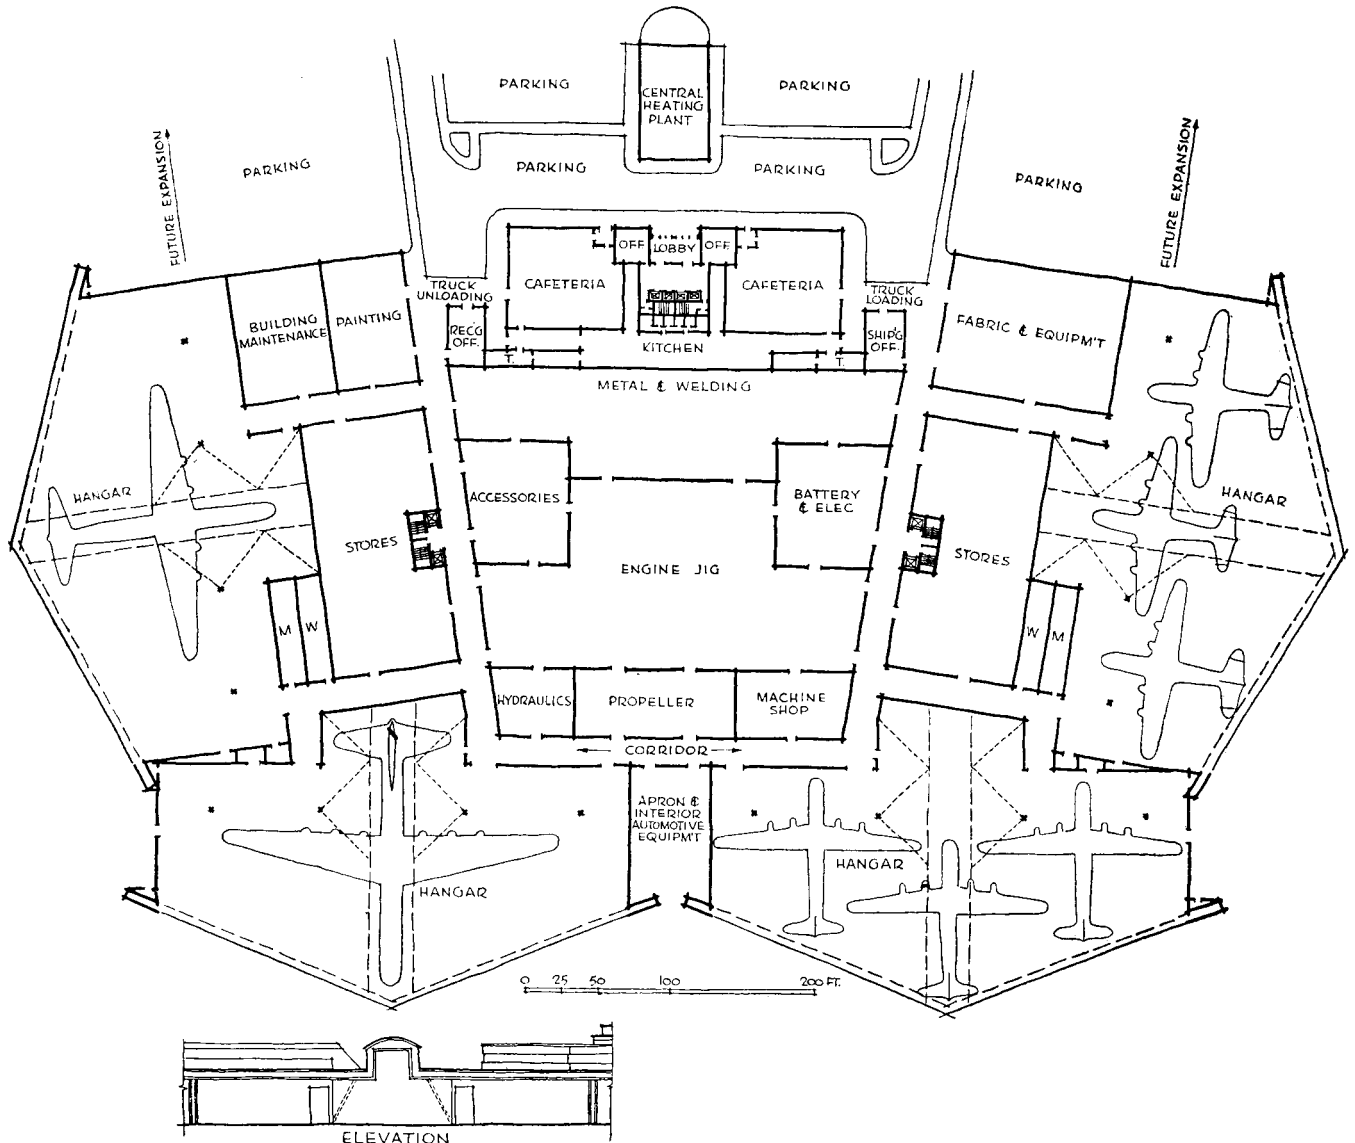 PARKING
PARKING
CENTRAL
HEATING
PLANT
FUTURE EXPANSION
PARKING
PARKING
PARKING
PARKING
FUTURE EXPANSION
OFF
LOBBY
OFF
CAFETERIA
CAFETERIA
TRUCK
UNLOADING
TRUCK
LOADING
BUILDING
MAINTENANCE
PAINTING
REC'G
OFF.
KITCHEN
SHIP'G
OFF.
FABRIC & EQUIPM'T
T.
T.
METAL & WELDING
HANGAR
ACCESSORIES
BATTERY
& ELEC
HANGAR
STORES
ENGINE JIG
STORES
M
W
W
M
HYDRAULICS
PROPELLER
MACHINE
SHOP
CORRIDOR
APRON &
INTERIOR
AUTOMOTIVE
EQUIPM'T
HANGAR
HANGAR
0 25 50 100 200 FT.
ELEVATION